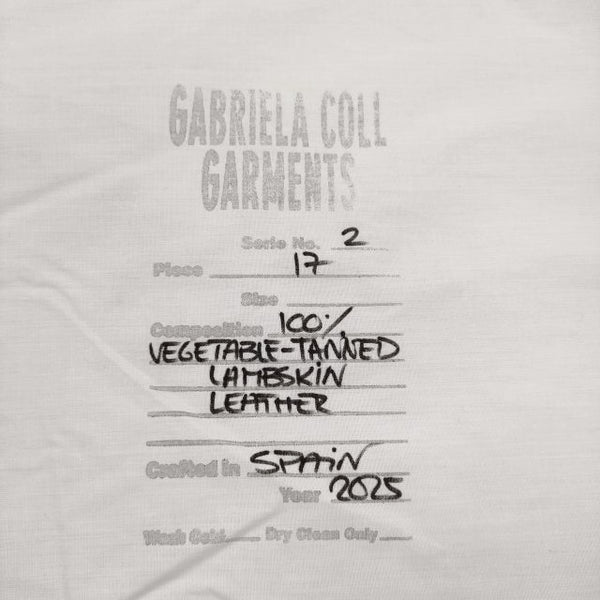 GABRIELA COLL
GARMENTS
Serie No. 2
Piece 17
Size
Composition 100%
VEGETABLE-TANNED
LAMBSKIN
LEATHER
Crafted in SPAIN
Year 2025
Wash Cold Dry Clean Only